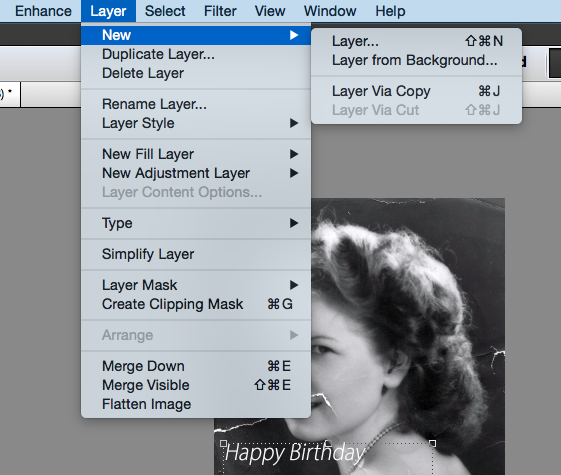 Enhance Layer Select Filter View Window Help
New ▶
Duplicate Layer...
Delete Layer
Rename Layer...
Layer Style ▶
New Fill Layer ▶
New Adjustment Layer ▶
Layer Content Options...
Type ▶
Simplify Layer
Layer Mask ▶
Create Clipping Mask ⌘G
Arrange ▶
Merge Down ⌘E
Merge Visible ⇧⌘E
Flatten Image
Layer... ⇧⌘N
Layer from Background...
Layer Via Copy ⌘J
Layer Via Cut ⇧⌘J
Happy Birthday